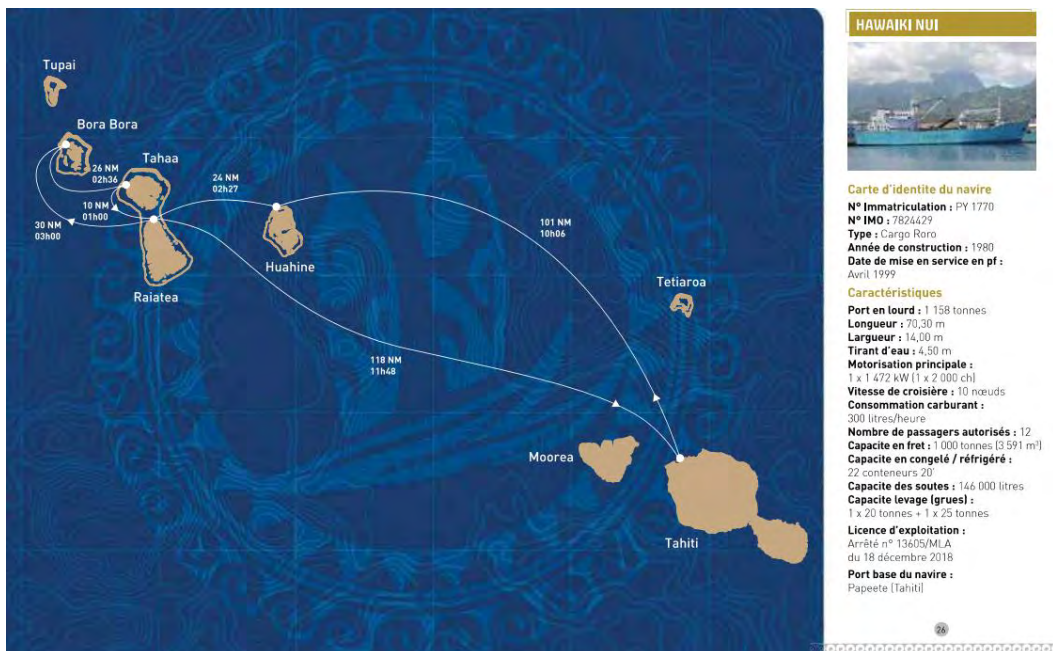 Tupai
Bora Bora
Tahaa
26 NM
02h36
10 NM
01h00
30 NM
03h00
24 NM
02h27
Huahine
Raiatea
101 NM
10h06
Tetiaroa
118 NM
11h48
Moorea
Tahiti
HAWAIKI NUI
Carte d'identite du navire
N° Immatriculation : PY 1770
N° IMO : 7824429
Type : Cargo Roro
Année de construction : 1980
Date de mise en service en pf :
Avril 1999
Caractéristiques
Port en lourd : 1 158 tonnes
Longueur : 70,30 m
Largueur : 14,00 m
Tirant d'eau : 4,50 m
Motorisation principale :
1 x 1 472 kW (1 x 2 000 ch)
Vitesse de croisière : 10 nœuds
Consommation carburant :
300 litres/heure
Nombre de passagers autorisés : 12
Capacite en fret : 1 000 tonnes (3 591 m³)
Capacite en congelé / réfrigéré :
22 conteneurs 20'
Capacité des soutes : 146 000 litres
Capacite levage (grues) :
1 x 20 tonnes + 1 x 25 tonnes
Licence d'exploitation :
Arrêté n° 13605/MLA
du 18 décembre 2018
Port base du navire :
Papeete (Tahiti)
26